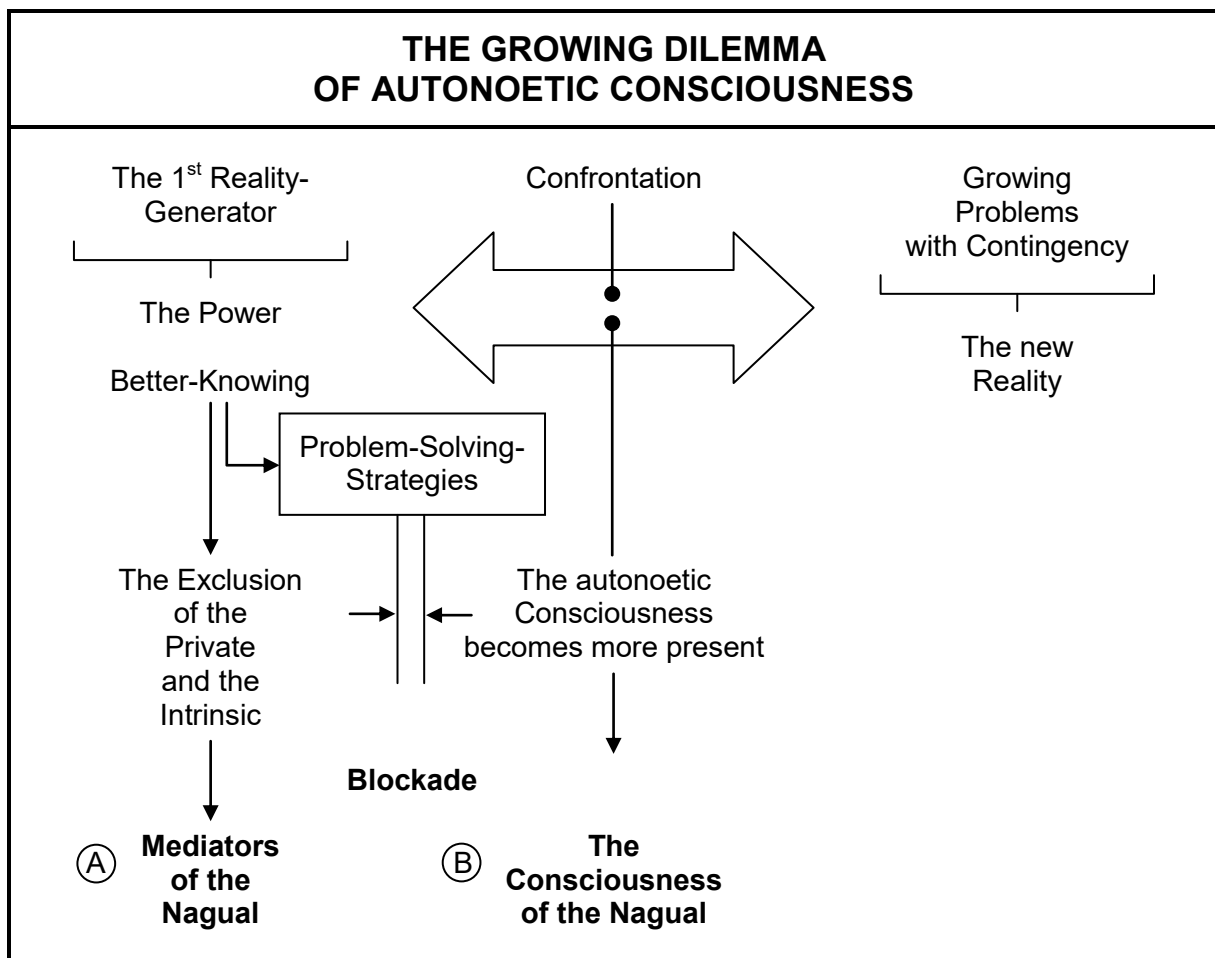 THE GROWING DILEMMA
OF AUTONOETIC CONSCIOUSNESS
The 1st Reality-
Generator
The Power
Better-Knowing
Confrontation
Growing
Problems
with Contingency
The new
Reality
Problem-Solving-
Strategies
The Exclusion
of the
Private
and the
Intrinsic
The autonoetic
Consciousness
becomes more present
Blockade
A
Mediators
of the
Nagual
B
The
Consciousness
of the Nagual